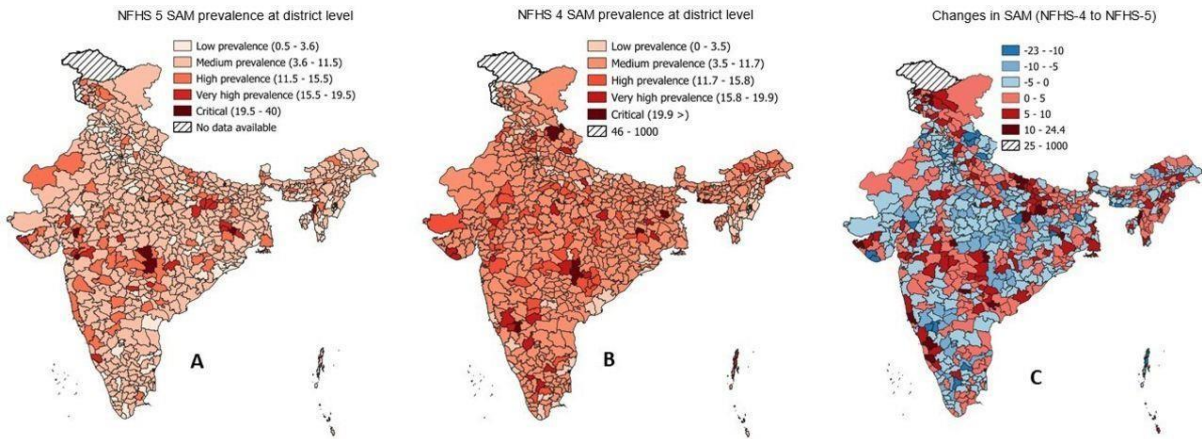 NFHS 5 SAM prevalence at district level
Low prevalence (0.5 - 3.6)
Medium prevalence (3.6 - 11.5)
High prevalence (11.5 - 15.5)
Very high prevalence (15.5 - 19.5)
Critical (19.5 - 40)
No data available
A
NFHS 4 SAM prevalence at district level
Low prevalence (0 - 3.5)
Medium prevalence (3.5 - 11.7)
High prevalence (11.7 - 15.8)
Very high prevalence (15.8 - 19.9)
Critical (19.9 >)
46 - 1000
B
Changes in SAM (NFHS-4 to NFHS-5)
-23 - -10
-10 - -5
-5 - 0
0 - 5
5 - 10
10 - 24.4
25 - 1000
C